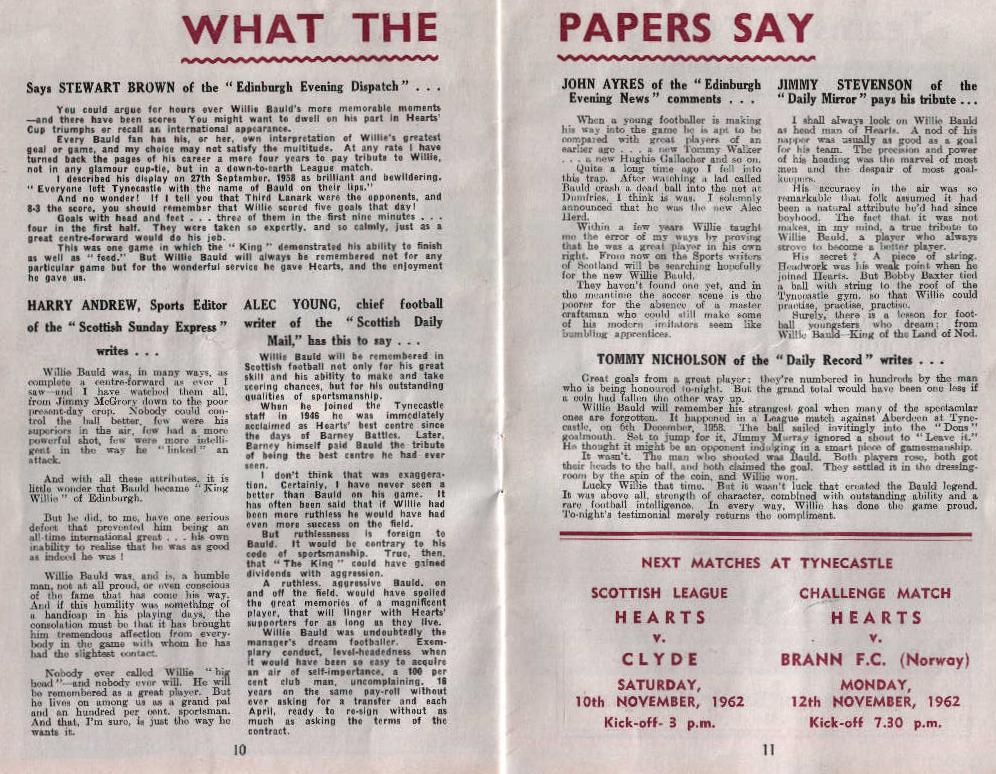 WHAT THE
Says STEWART BROWN of the "Edinburgh Evening Dispatch" . . .
You could argue for hours over Willie Bauld's more memorable moments
—and there have been scores You might want to dwell on his part in Hearts'
Cup triumphs or recall an international appearance.
Every Bauld fan has his, or her, own interpretation of Willie's greatest
goal or game, and my choice may not satisfy the multitude. At any rate I have
turned back the pages of his career a mere four years to pay tribute to Willie,
not in any glamour cup-tie, but in a down-to-earth League match.
I described his display on 27th September, 1958 as brilliant and bewildering.
"Everyone left Tynecastle with the name of Bauld on their lips."
And no wonder! If I tell you that Third Lanark were the opponents, and
8-3 the score, you should remember that Willie scored five goals that day!
Goals with head and feet . . . three of them in the first nine minutes . . .
four in the first half. They were taken so expertly, and so calmly, just as a
great centre-forward would do his job.
This was one game in which the "King" demonstrated his ability to finish
as well as "feed." But Willie Bauld will always be remembered not for any
particular game but for the wonderful service he gave Hearts, and the enjoyment
he gave us.
HARRY ANDREW, Sports Editor
of the "Scottish Sunday Express"
writes . . .
Willie Bauld was, in many ways, as
complete a centre-forward as ever I
saw—and I have watched them all,
from Jimmy McGrory down to the poor
present-day crop. Nobody could con-
trol the ball better, few were his
superiors in the air, few had a more
powerful shot, few were more intelli-
gent in the way he "linked" an
attack.
And with all these attributes, it is
little wonder that Bauld became "King
Willie" of Edinburgh.
But he did, to me, have one serious
defect that prevented him being an
all-time international great . . . his own
inability to realise that he was as good
as indeed he was !
Willie Bauld was, and is, a humble
man, not at all proud, or even conscious
of the fame that has come his way.
And if this humility was something of
a handicap in his playing days, the
consolation must be that it has brought
him tremendous affection from every-
body in the game with whom he has
had the slightest contact.
Nobody ever called Willie "big
head"—and nobody ever will. He will
be remembered as a great player. But
he lives on among us as a grand pal
and an hundred per cent. sportsman.
And that, I'm sure, is just the way he
wants it.
ALEC YOUNG, chief football
writer of the "Scottish Daily
Mail," has this to say . . .
Willie Bauld will be remembered in
Scottish football not only for his great
skill and his ability to make and take
scoring chances, but for his outstanding
qualities of sportsmanship.
When he joined the Tynecastle
staff in 1946 he was immediately
acclaimed as Hearts' best centre since
the days of Barney Battles. Later,
Barney himself paid Bauld the tribute
of being the best centre he had ever
seen.
I don't think that was exaggera-
tion. Certainly, I have never seen a
better than Bauld on his game. It
has often been said that if Willie had
been more ruthless he would have had
even more success on the field.
But ruthlessness is foreign to
Bauld. It would be contrary to his
code of sportsmanship. True, then,
that "The King" could have gained
dividends with aggression.
A ruthless, aggressive Bauld, on
and off the field, would have spoiled
the great memories of a magnificent
player, that will linger with Hearts'
supporters for as long as they live.
Willie Bauld was undoubtedly the
manager's dream footballer. Exem-
plary conduct, level-headedness when
it would have been so easy to acquire
an air of self-importance, a 100 per
cent club man, uncomplaining, 16
years on the same pay-roll without
ever asking for a transfer and each
April, ready to re-sign without as
much as asking the terms of the
contract.
10
PAPERS SAY
JOHN AYRES of the "Edinburgh
Evening News" comments . . .
When a young footballer is making
his way into the game he is apt to be
compared with great players of an
earlier ago . . . a new Tommy Walker
. . . a new Hughie Gallachor and so on.
Quite a long time ago I fell into
this trap. After watching a lad called
Bauld crash a dead ball into the net at
Dumfries, I think is was. I solemnly
announced that he was the new Alec
Herd.
Within a few years Willie taught
me the error of my ways by proving
that he was a great player in his own
right. From now on the Sports writers
of Scotland will be searching hopefully
for the new Willie Bauld.
They haven't found one yet, and in
the meantime the soccer scene is the
poorer for the absence of a master
craftsman who could still make some
of his modern imitators seem like
bumbling apprentices.
JIMMY STEVENSON of the
"Daily Mirror" pays his tribute ...
I shall always look on Willie Bauld
as head man of Hearts. A nod of his
napper was usually as good as a goal
for his team. The precision and power
of his heading was the marvel of most
men and the despair of most goal-
keepers.
His accuracy in the air was so
remarkable that folk assumed it had
been a natural attribute he'd had since
boyhood. The fact that it was not
makes, in my mind, a true tribute to
Willie Bauld, a player who always
strove to become a better player.
His secret ? A piece of string.
Headwork was his weak point when he
joined Hearts. But Bobby Baxter tied
a ball with string to the roof of the
Tynocastle gym. so that Willie could
practise, practise, practise.
Surely, there is a lesson for foot-
ball youngsters who dream; from
Willie Bauld—King of the Land of Nod.
TOMMY NICHOLSON of the "Daily Record" writes . . .
Great goals from a great player; they're numbered in hundreds by the man
who is being honoured to-night. But the grand total would have been one less if
a coin had fallen the other way up.
Willie Bauld will remember his strangest goal when many of the spectacular
ones are forgotten. It happened in a League match against Aberdeen at Tyne-
castle, on 6th December, 1958. The ball sailed invitingly into the "Dons"
goalmouth. Set to jump for it, Jimmy Murray ignored a shout to "Leave it."
He thought it might be an opponent indulging in a smart piece of gamesmanship.
It wasn't. The man who shouted was Bauld. Both players rose, both got
their heads to the ball, and both claimed the goal. They settled it in the dressing-
room by the spin of the coin, and Willie won.
Lucky Willie that time. But it wasn't luck that created the Bauld legend.
It was above all, strength of character, combined with outstanding ability and a
rare football intelligence. In every way, Willie has done the game proud.
To-night's testimonial merely returns the compliment.
NEXT MATCHES AT TYNECASTLE
SCOTTISH LEAGUE
HEARTS
v.
CLYDE
SATURDAY,
10th NOVEMBER, 1962
Kick-off- 3 p.m.
CHALLENGE MATCH
HEARTS
v.
BRANN F.C. (Norway)
MONDAY,
12th NOVEMBER, 1962
Kick-off 7.30 p.m.
11